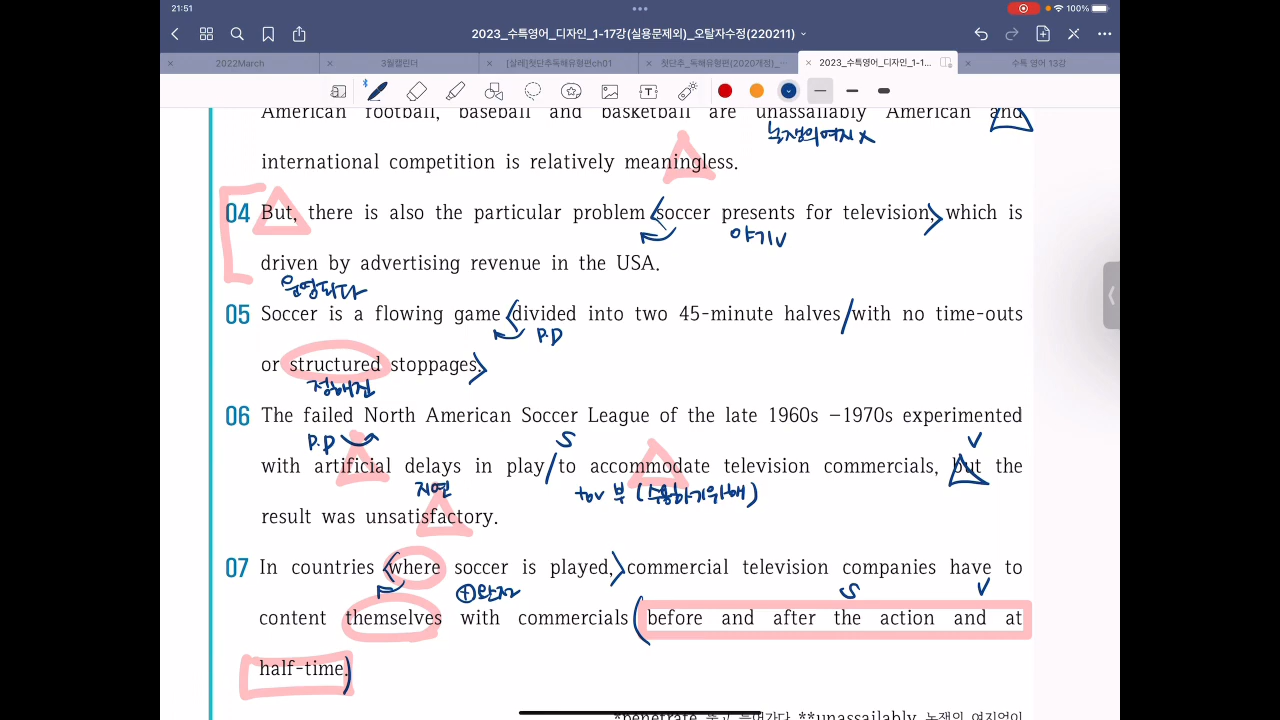 21:51
100%
2023_수특영어_디자인_1-17강(실용문제외)_오탈자수정(220211)
2022March
3월캘린더
[실례]첫단추독해유형편ch01
첫단추_독해유형편(2020개정)_…
2023_수특영어_디자인_1-1…
수특 영어 13강
American football, baseball and basketball are unassailably American and
논쟁의여지 x
international competition is relatively meaningless.
04 But, there is also the particular problem soccer presents for television, which is
야기 v
driven by advertising revenue in the USA.
운영되다
05 Soccer is a flowing game divided into two 45-minute halves / with no time-outs
P.P
or structured stoppages.
정해진
06 The failed North American Soccer League of the late 1960s –1970s experimented
P.P S V
with artificial delays in play / to accommodate television commercials, but the
지연 tov 부 (수용하기위해)
result was unsatisfactory.
07 In countries where soccer is played, commercial television companies have to
+완전 S V
content themselves with commercials (before and after the action and at
half-time.)
*penetrate 뚫고 들어가다 **unassailably 논쟁의 여지없이